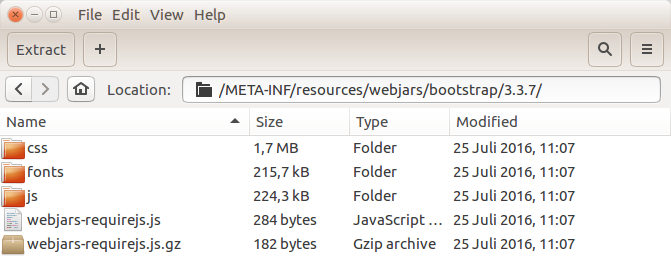 File Edit View Help
Extract +
Location: /META-INF/resources/webjars/bootstrap/3.3.7/
Name Size Type Modified
css 1,7 MB Folder 25 Juli 2016, 11:07
fonts 215,7 kB Folder 25 Juli 2016, 11:07
js 224,3 kB Folder 25 Juli 2016, 11:07
webjars-requirejs.js 284 bytes JavaScript ... 25 Juli 2016, 11:07
webjars-requirejs.js.gz 182 bytes Gzip archive 25 Juli 2016, 11:07